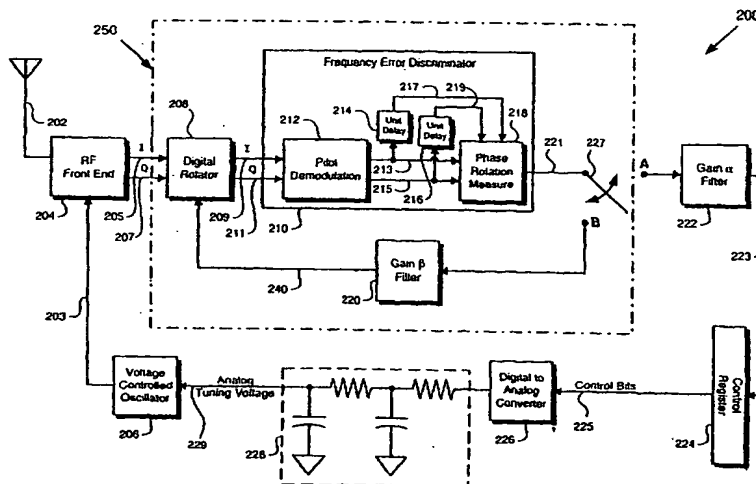 200
250
Frequency Error Discriminator
217
219
202
208
212
214
Unit
Delay
Unit
Delay
218
221
227
A
RF
Front End
I
Q
Digital
Rotator
I
Q
Pilot
Demodulation
213
215
Phase
Rotation
Measure
Gain α
Filter
204
205
207
209
211
210
216
B
222
223
240
Gain β
Filter
220
203
Voltage
Controlled
Oscillator
Analog
Tuning Voltage
Digital to
Analog
Converter
Control Bits
Control
Register
206
229
228
226
225
224